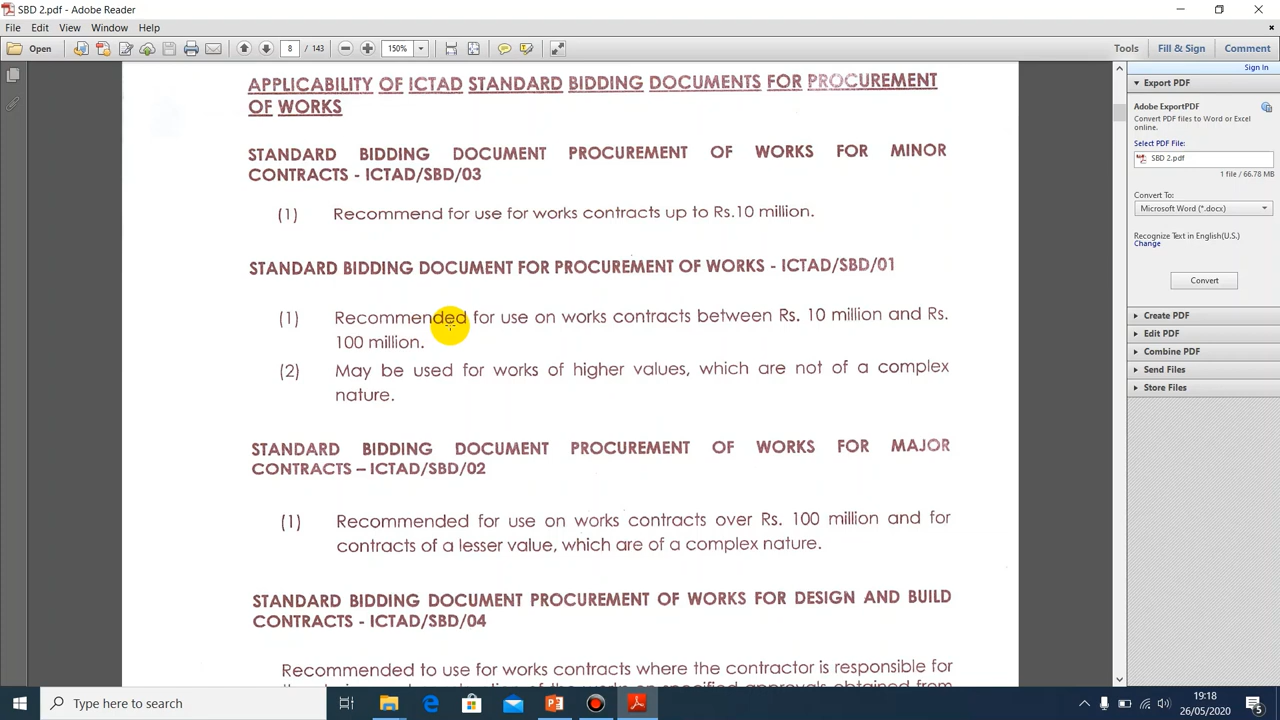 SBD 2.pdf - Adobe Reader
File Edit View Window Help
Open 8 / 143 150% Tools Fill & Sign Comment
Sign In
APPLICABILITY OF ICTAD STANDARD BIDDING DOCUMENTS FOR PROCUREMENT
OF WORKS
STANDARD BIDDING DOCUMENT PROCUREMENT OF WORKS FOR MINOR
CONTRACTS - ICTAD/SBD/03
(1) Recommend for use for works contracts up to Rs.10 million.
STANDARD BIDDING DOCUMENT FOR PROCUREMENT OF WORKS - ICTAD/SBD/01
(1) Recommended for use on works contracts between Rs. 10 million and Rs.
100 million.
(2) May be used for works of higher values, which are not of a complex
nature.
STANDARD BIDDING DOCUMENT PROCUREMENT OF WORKS FOR MAJOR
CONTRACTS – ICTAD/SBD/02
(1) Recommended for use on works contracts over Rs. 100 million and for
contracts of a lesser value, which are of a complex nature.
STANDARD BIDDING DOCUMENT PROCUREMENT OF WORKS FOR DESIGN AND BUILD
CONTRACTS - ICTAD/SBD/04
Recommended to use for works contracts where the contractor is responsible for
Export PDF
Adobe ExportPDF
Convert PDF files to Word or Excel
online.
Select PDF File:
SBD 2.pdf
1 file / 66.78 MB
Convert To:
Microsoft Word (*.docx)
Recognize Text in English(U.S.)
Change
Convert
Create PDF
Edit PDF
Combine PDF
Send Files
Store Files
Type here to search
19:18
26/05/2020